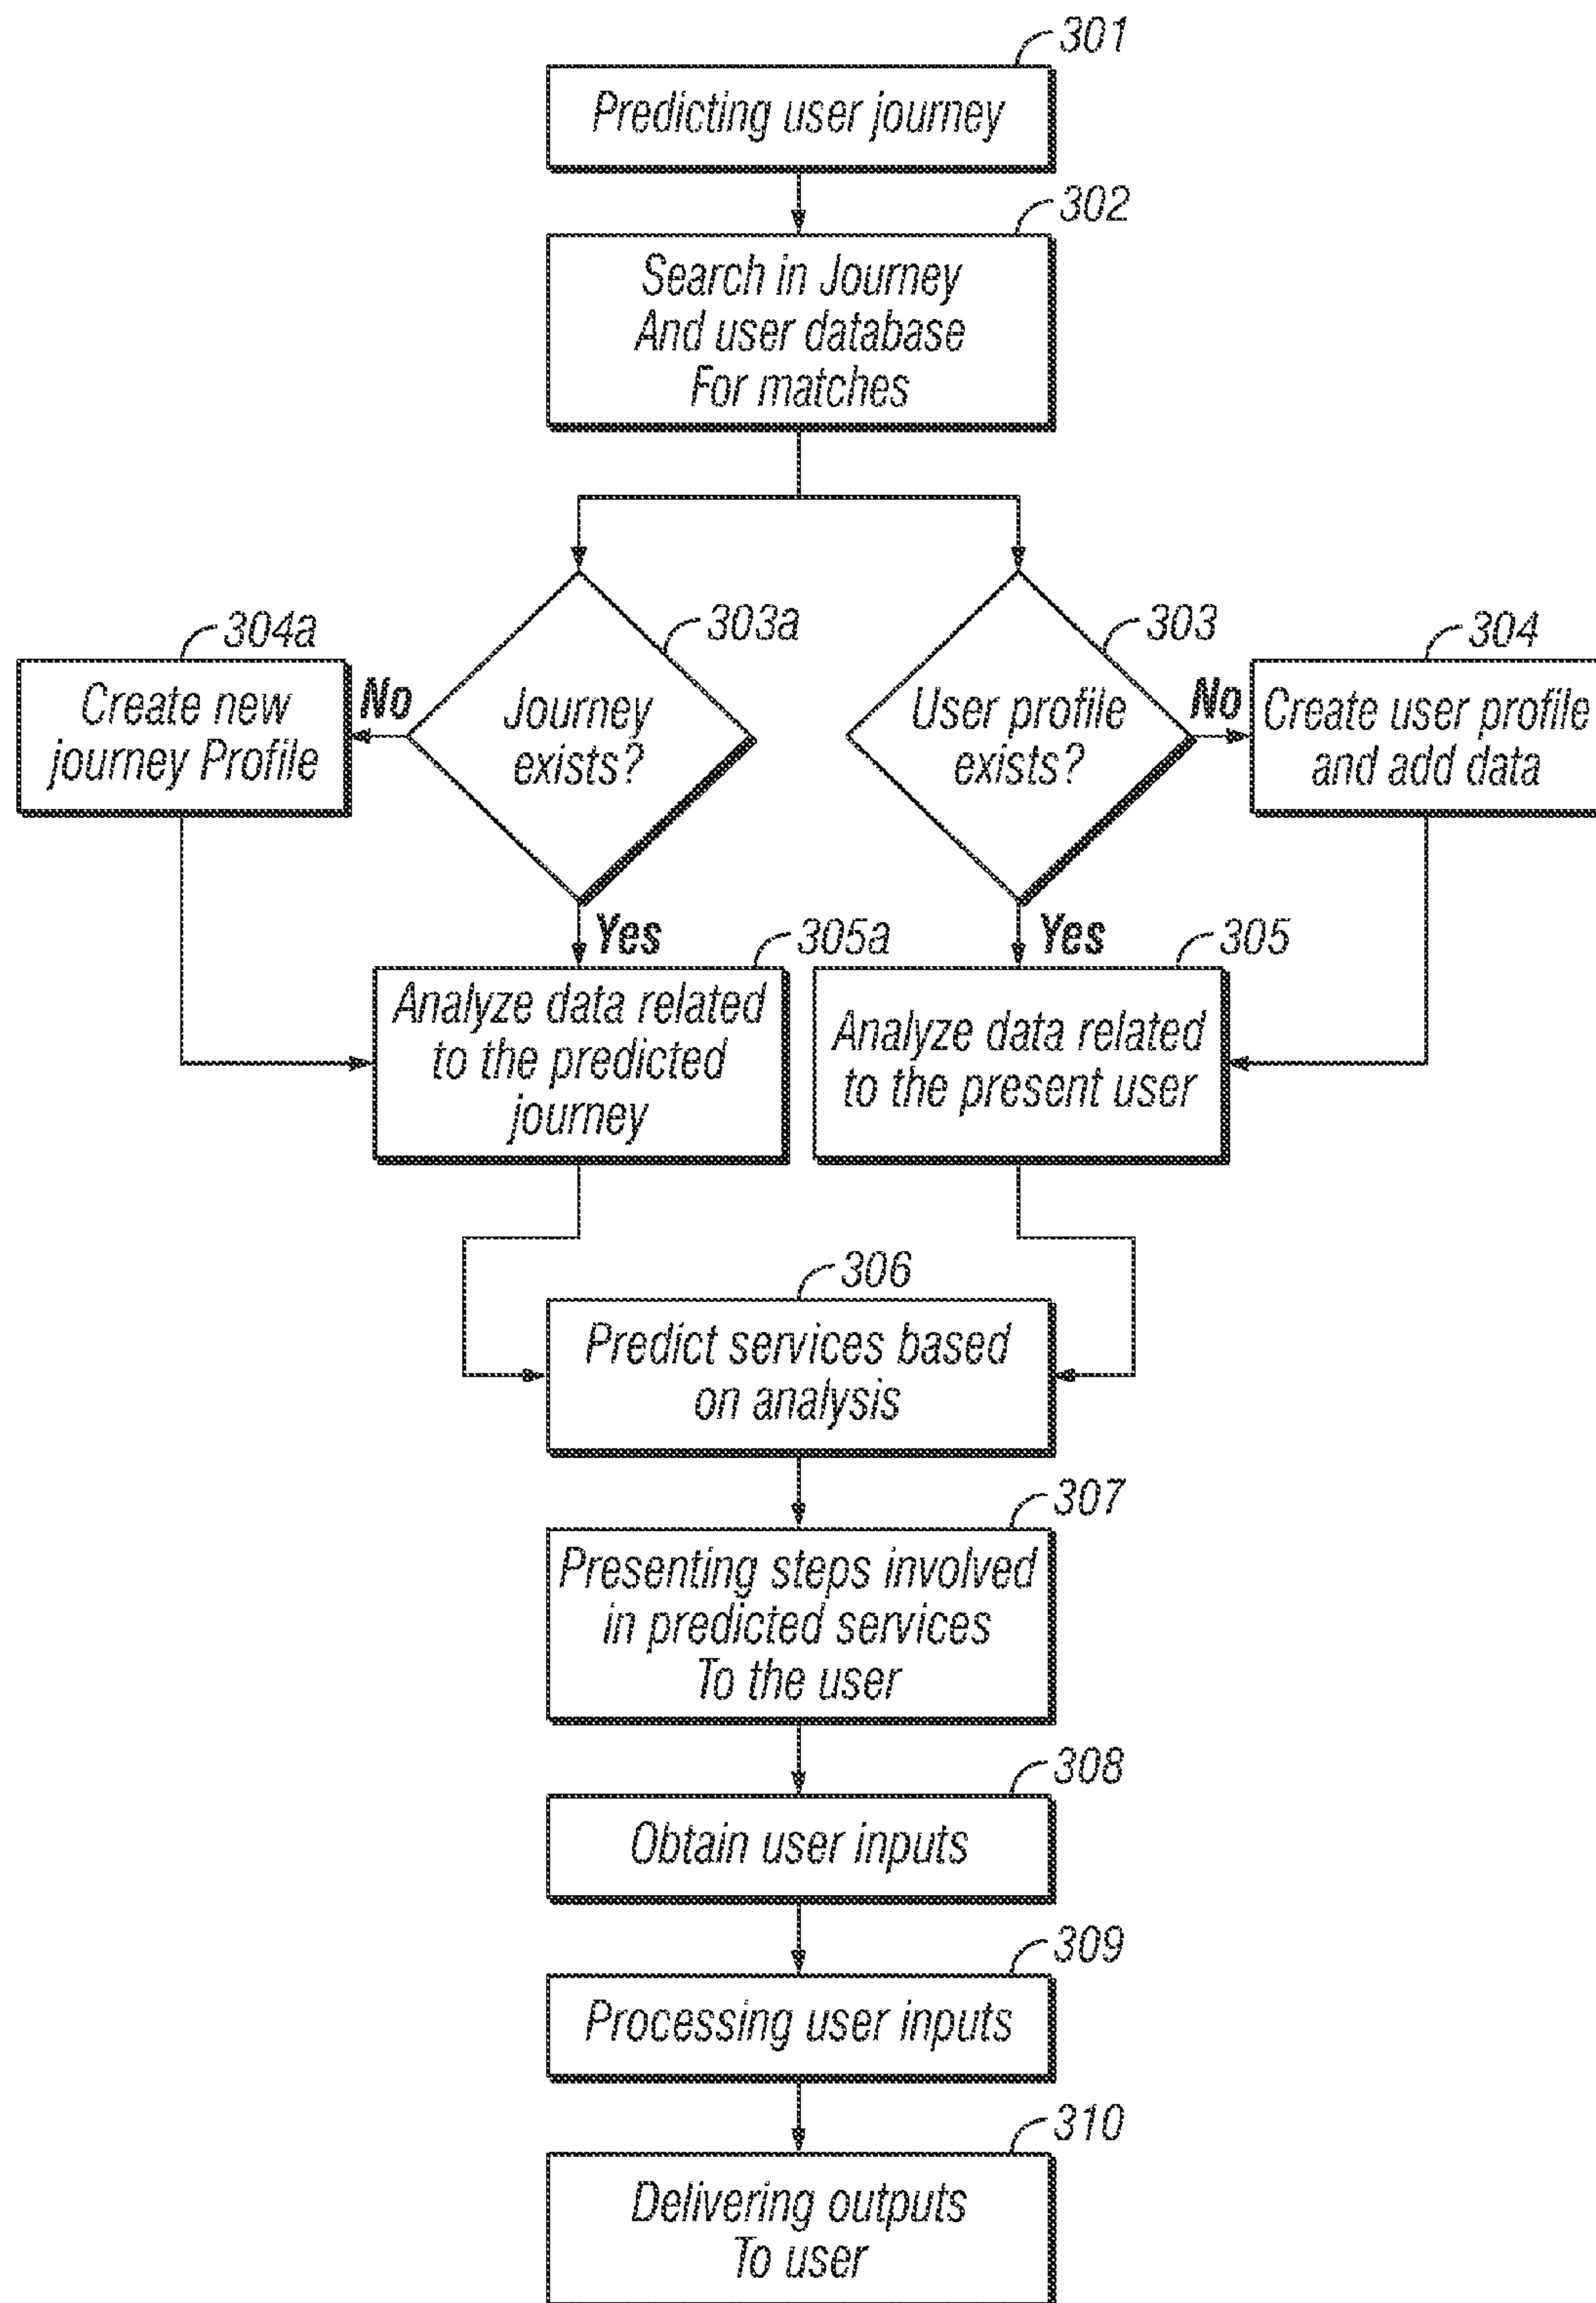 301
Predicting user journey
302
Search in Journey
And user database
For matches
303a
Journey
exists?
303
User profile
exists?
304a
Create new
journey Profile
No
No
304
Create user profile
and add data
Yes
Yes
305a
Analyze data related
to the predicted
journey
305
Analyze data related
to the present user
306
Predict services based
on analysis
307
Presenting steps involved
in predicted services
To the user
308
Obtain user inputs
309
Processing user inputs
310
Delivering outputs
To user